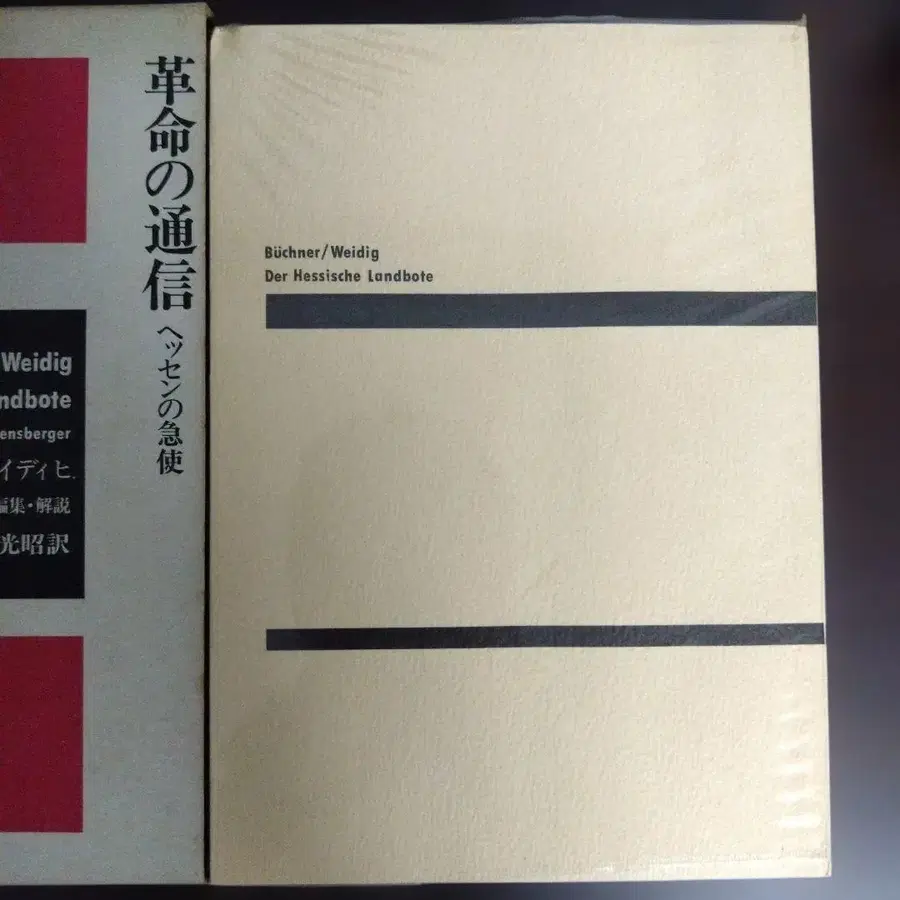 革命の通信
ヘッセンの急使
Weidig
ndbote
ensberger
イディヒ.
編集・解説
光昭訳
Büchner/Weidig
Der Hessische Landbote